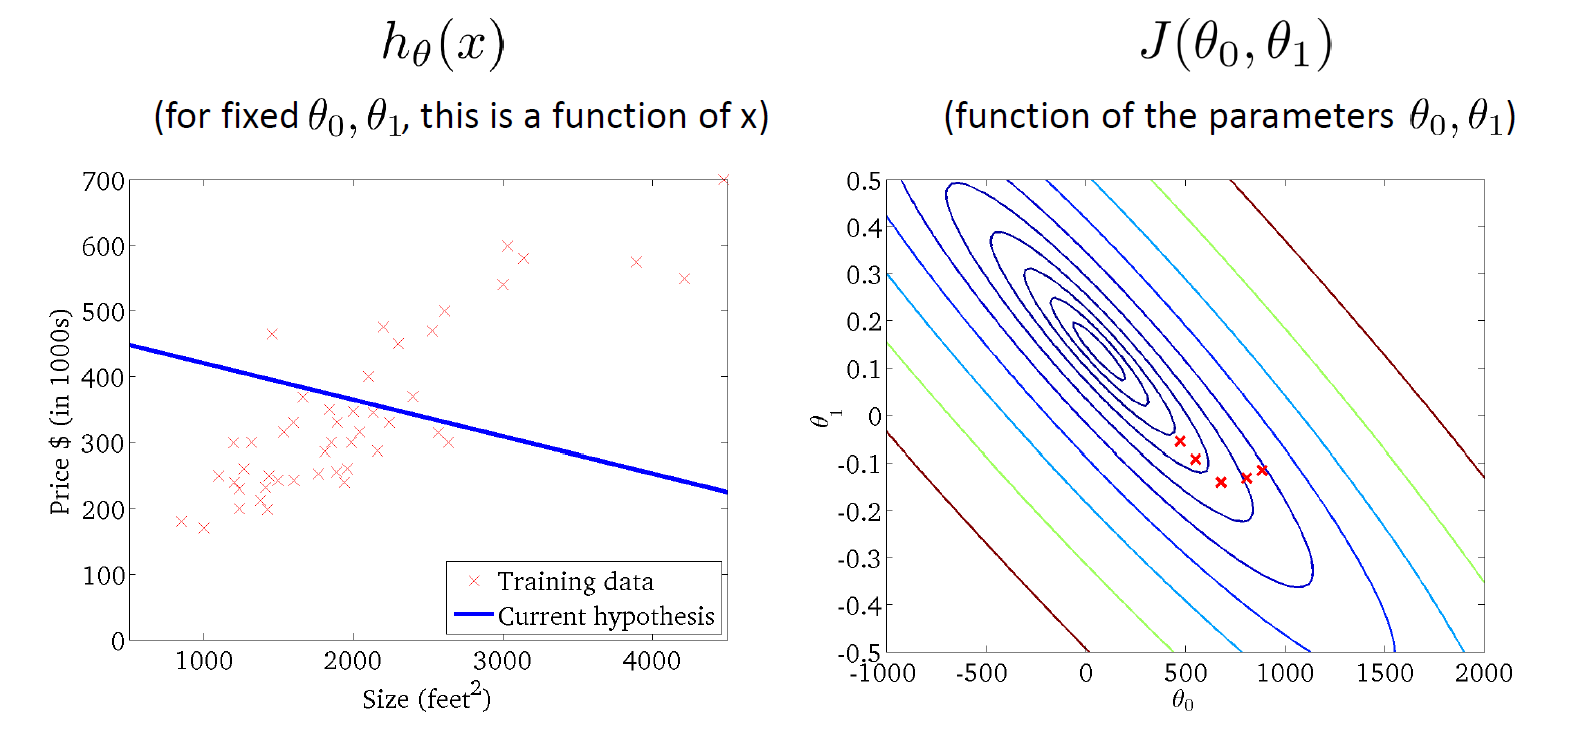 hθ(x)
(for fixed θ₀, θ₁, this is a function of x)
700
600
500
400
300
200
100
0
Price $ (in 1000s)
1000 2000 3000 4000
Size (feet²)
Training data
Current hypothesis
J(θ₀, θ₁)
(function of the parameters θ₀, θ₁)
0.5
0.4
0.3
0.2
0.1
0
-0.1
-0.2
-0.3
-0.4
-0.5
θ₁
-1000 -500 0 500 1000 1500 2000
θ₀